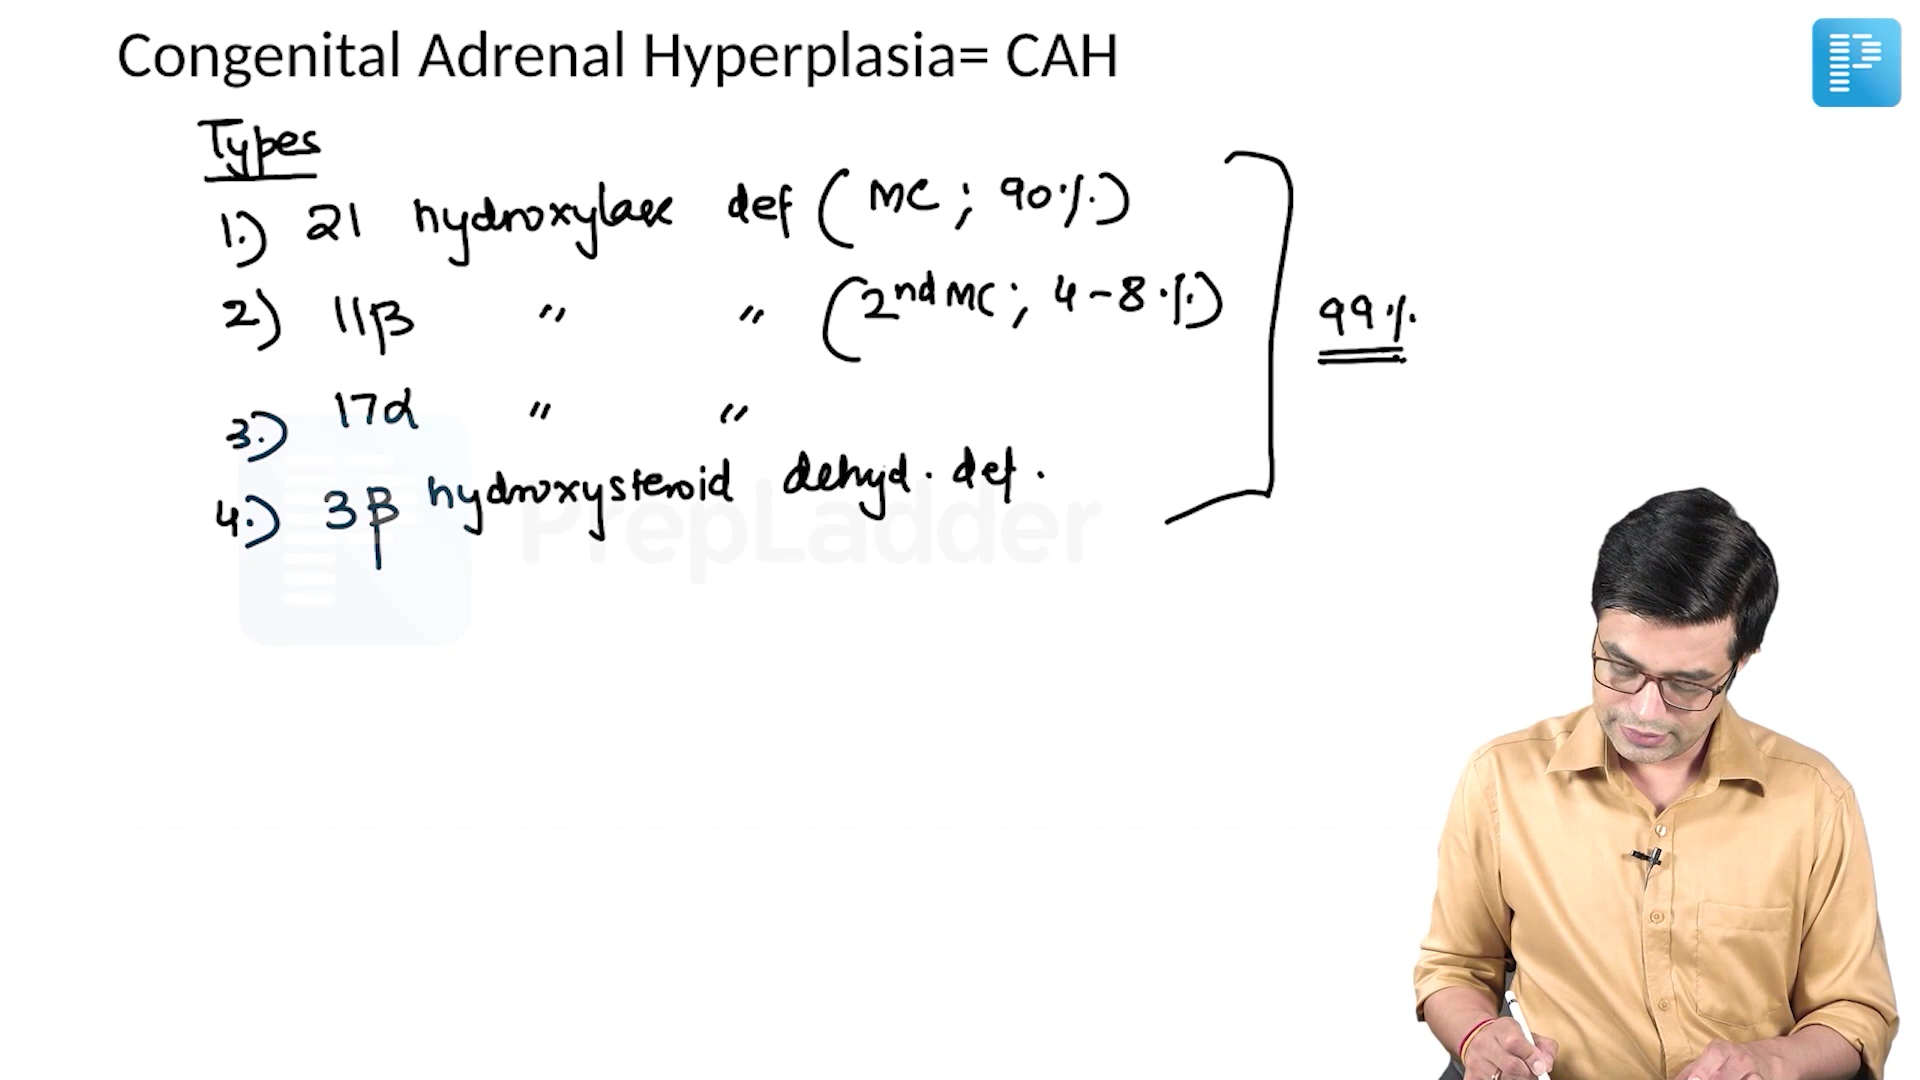 Congenital Adrenal Hyperplasia= CAH
Types
1.) 21 hydroxylase def (MC ; 90%)
2) 11β " " (2nd MC ; 4-8%)
99%
3.) 17α " "
4.) 3β hydroxysteroid dehyd. def.
PrepLadder